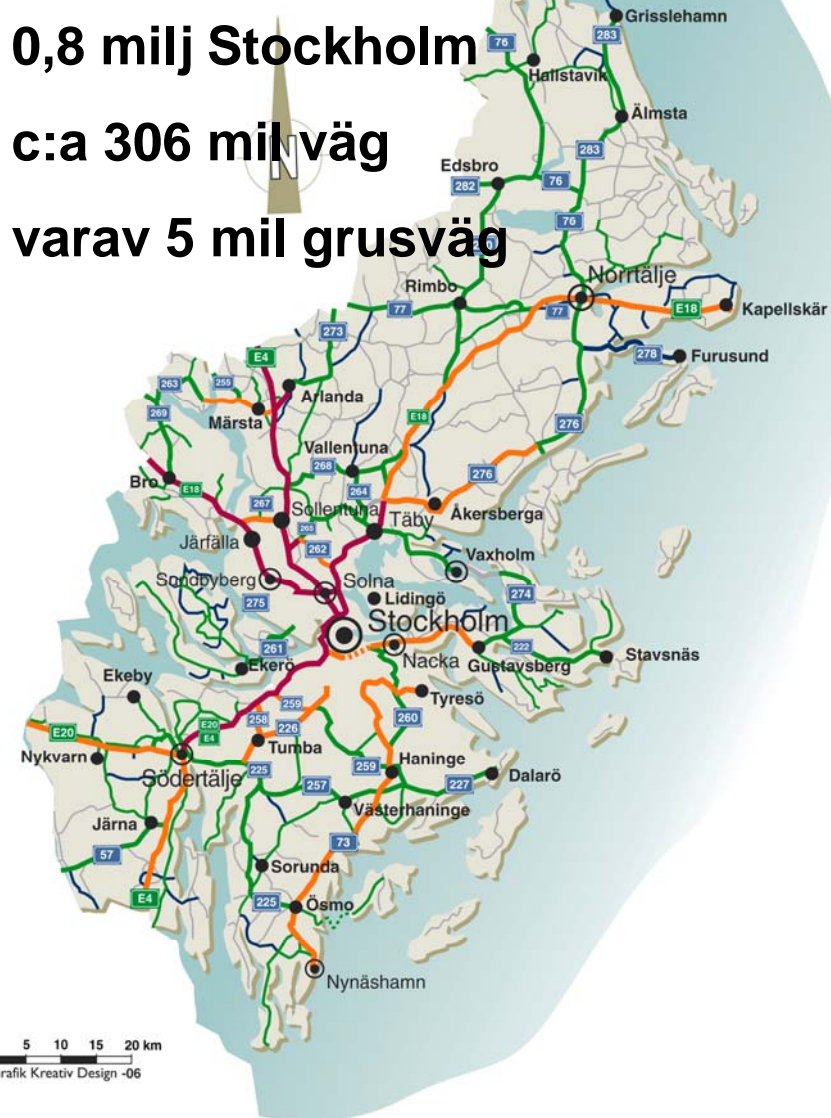 0,8 milj Stockholm
c:a 306 mil väg
varav 5 mil grusväg
N
Grisslehamn
76
283
Hallstavik
Älmsta
283
Edsbro
282
76
76
Norrtälje
Rimbo
77
77
E18
Kapellskär
273
278
Furusund
E4
263
255
Arlanda
269
Märsta
E18
276
Vallentuna
268
276
Bro
E18
264
267
Sollentuna
265
Täby
Åkersberga
Järfälla
262
Vaxholm
Sundbyberg
Solna
274
275
Lidingö
Stockholm
261
222
Stavsnäs
Ekerö
Nacka
Gustavsberg
Ekeby
Tyresö
259
E20
258
260
E20
E4
226
Nykvarn
Tumba
Haninge
Södertälje
225
259
Dalarö
257
227
Västerhaninge
Järna
73
57
Sorunda
E4
225
Ösmo
Nynäshamn
5 10 15 20 km
rafik Kreativ Design -06